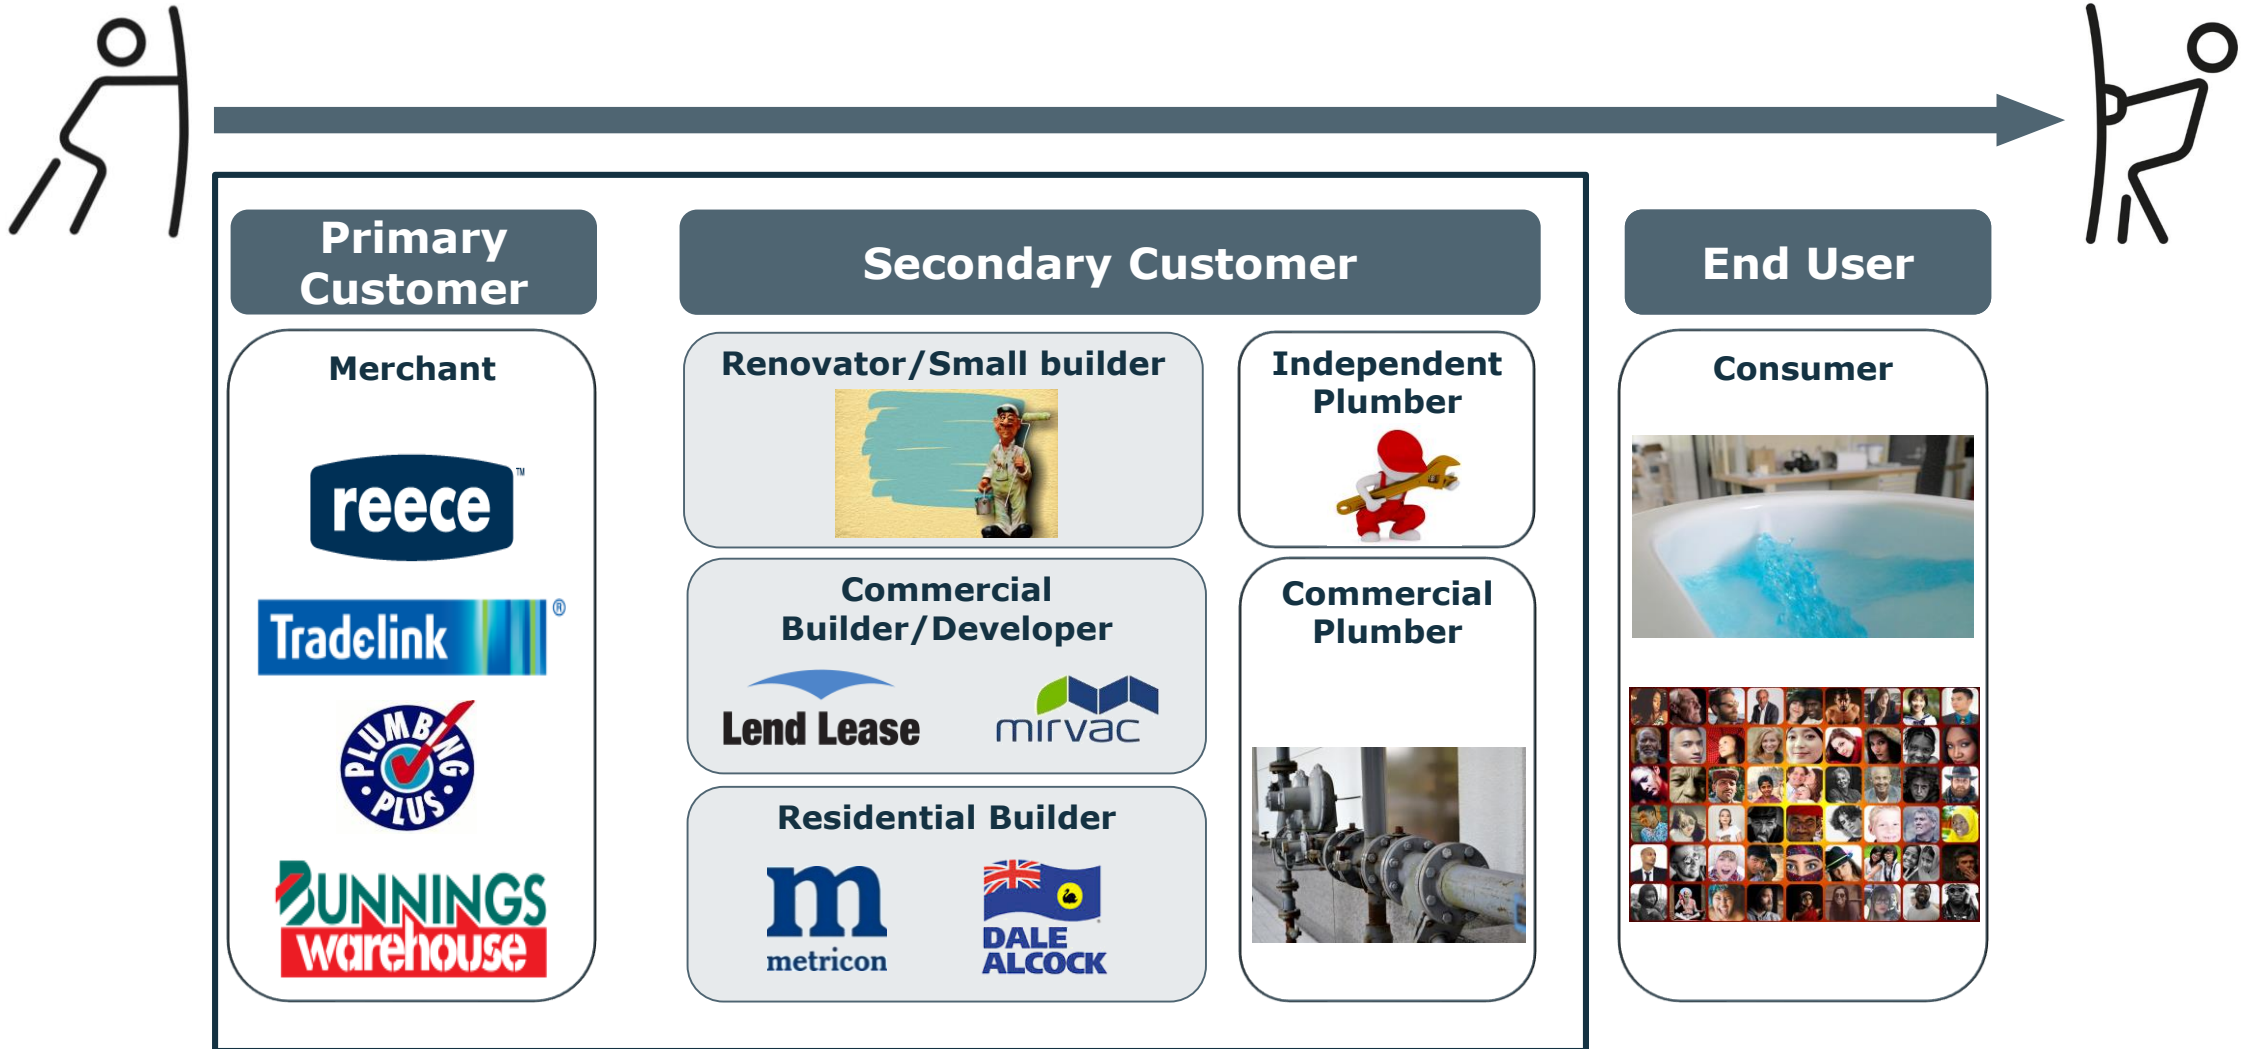 Primary
Customer
Secondary Customer
End User
Merchant
reece
TM
Tradelink
®
PLUMBING
PLUS
BUNNINGS
warehouse
Renovator/Small builder
Commercial
Builder/Developer
Lend Lease
mirvac
Residential Builder
m
metricon
DALE
ALCOCK
Independent
Plumber
Commercial
Plumber
Consumer